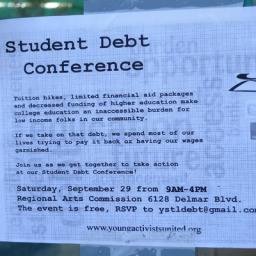 Student Debt
Conference
Tuition hikes, limited financial aid packages
and decreased funding of higher education make
college education an inaccessible burden for
low income folks in our community.
If we take on that debt, we spend most of our
lives trying to pay it back or having our wages
garnished.
Join us as we get together to take action
at our Student Debt Conference!
Saturday, September 29 from 9AM-4PM
Regional Arts Commission 6128 Delmar Blvd.
The event is free, RSVP to ystldebt@gmail.co
www.youngactivistsunited.org